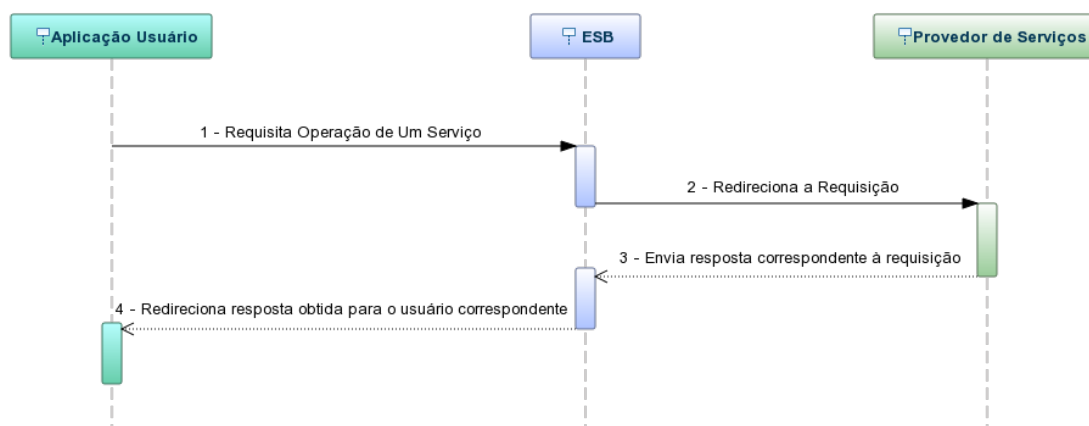 Aplicação Usuário
ESB
Provedor de Serviços
1 - Requisita Operação de Um Serviço
2 - Redireciona a Requisição
3 - Envia resposta correspondente à requisição
4 - Redireciona resposta obtida para o usuário correspondente